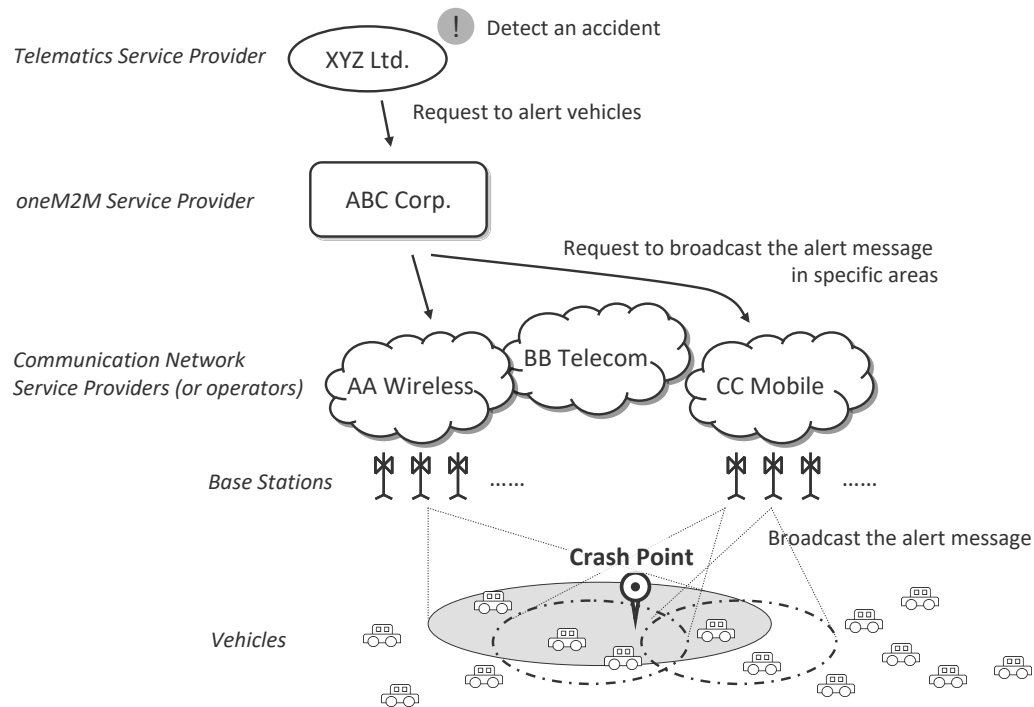 ! Detect an accident
Telematics Service Provider
XYZ Ltd.
Request to alert vehicles
oneM2M Service Provider
ABC Corp.
Request to broadcast the alert message
in specific areas
Communication Network
Service Providers (or operators)
AA Wireless
BB Telecom
CC Mobile
Base Stations
......
......
Broadcast the alert message
Crash Point
Vehicles